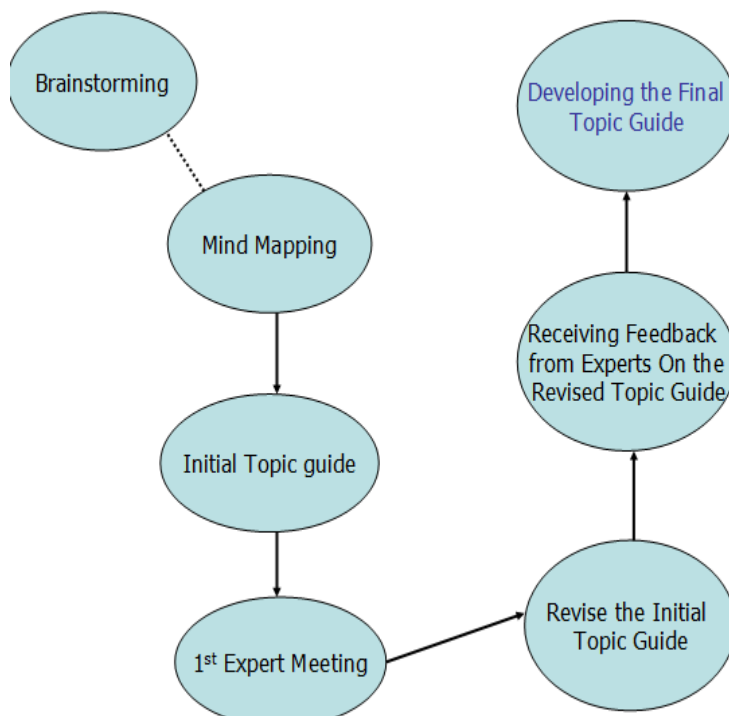 Brainstorming
Mind Mapping
Initial Topic guide
1st Expert Meeting
Revise the Initial
Topic Guide
Receiving Feedback
from Experts On the
Revised Topic Guide
Developing the Final
Topic Guide